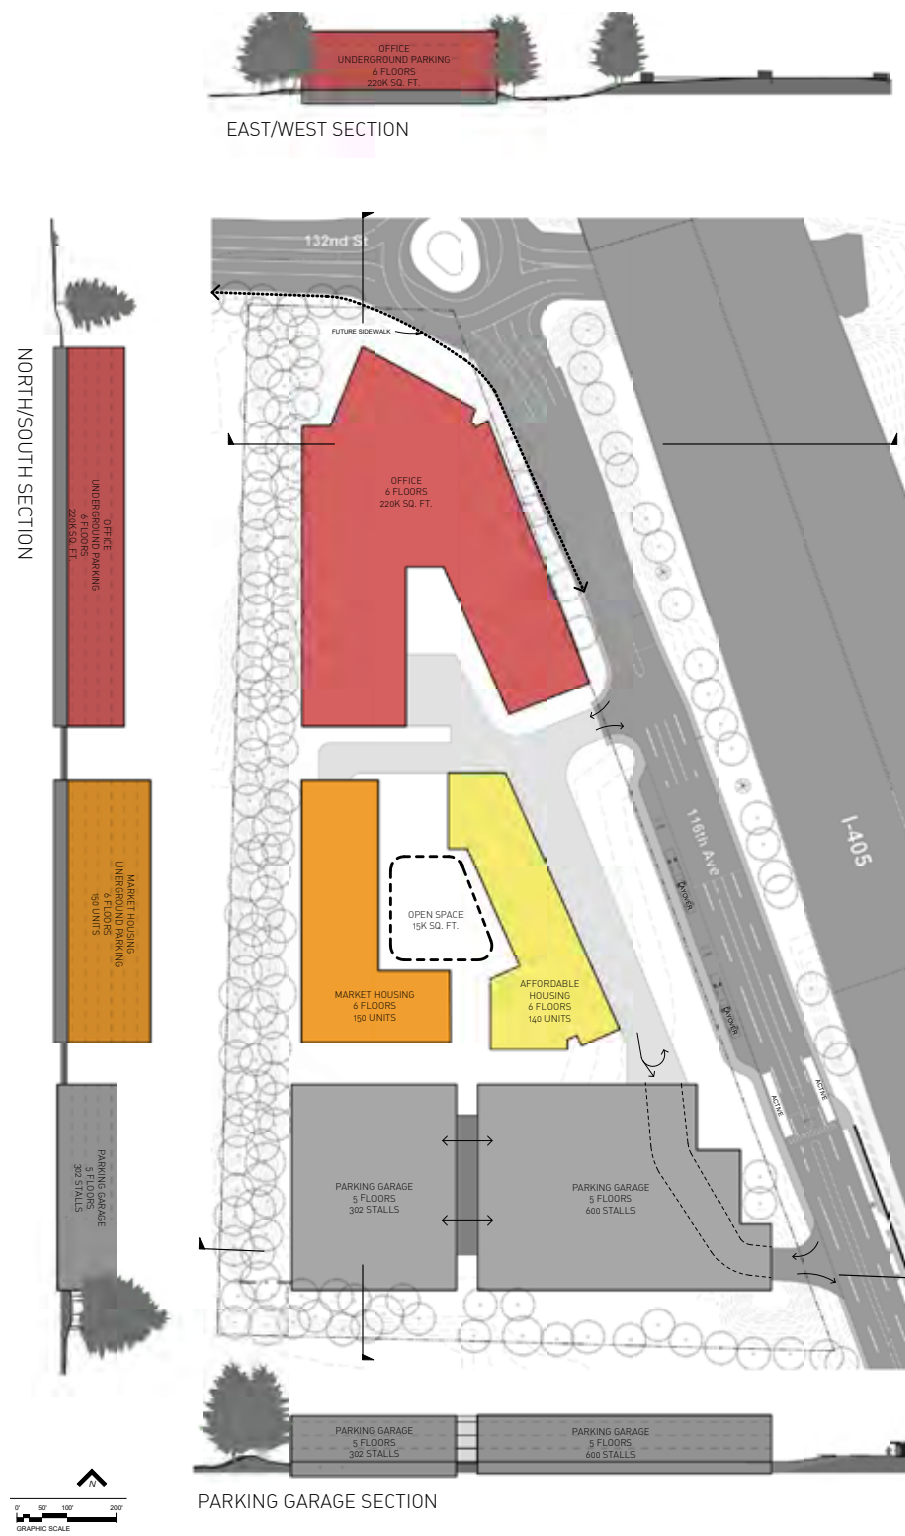 OFFICE
UNDERGROUND PARKING
6 FLOORS
220K SQ. FT.
EAST/WEST SECTION
132nd St
FUTURE SIDEWALK
NORTH/SOUTH SECTION
OFFICE
UNDERGROUND PARKING
6 FLOORS
220K SQ. FT.
OFFICE
6 FLOORS
220K SQ. FT.
116th Ave
I-405
LAYOVER
LAYOVER
ACTIVE
ACTIVE
MARKET HOUSING
UNERGROUND PARKING
6 FLOORS
150 UNITS
OPEN SPACE
15K SQ. FT.
MARKET HOUSING
6 FLOORS
150 UNITS
AFFORDABLE
HOUSING
6 FLOORS
140 UNITS
PARKING GARAGE
5 FLOORS
302 STALLS
PARKING GARAGE
5 FLOORS
302 STALLS
PARKING GARAGE
5 FLOORS
600 STALLS
PARKING GARAGE
5 FLOORS
302 STALLS
PARKING GARAGE
5 FLOORS
600 STALLS
PARKING GARAGE SECTION
N
0' 50' 100' 200'
GRAPHIC SCALE